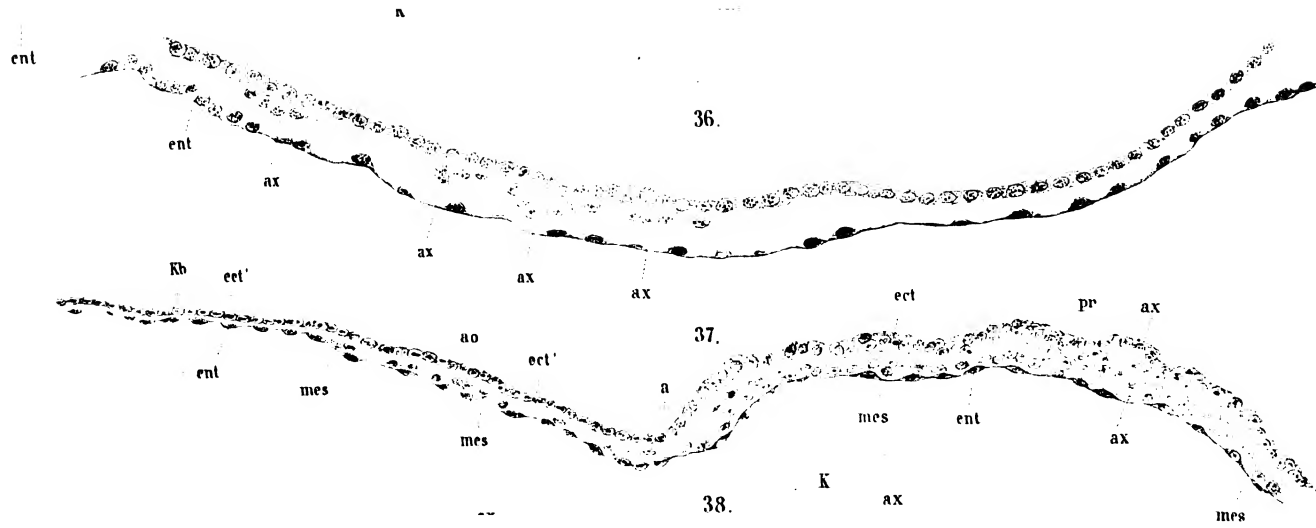 ent
36.
ent
ax
ax
ax
ax
Kb ect' ect pr ax
ao 37.
ent mes ect' a mes ent
mes ax
38. K ax mes